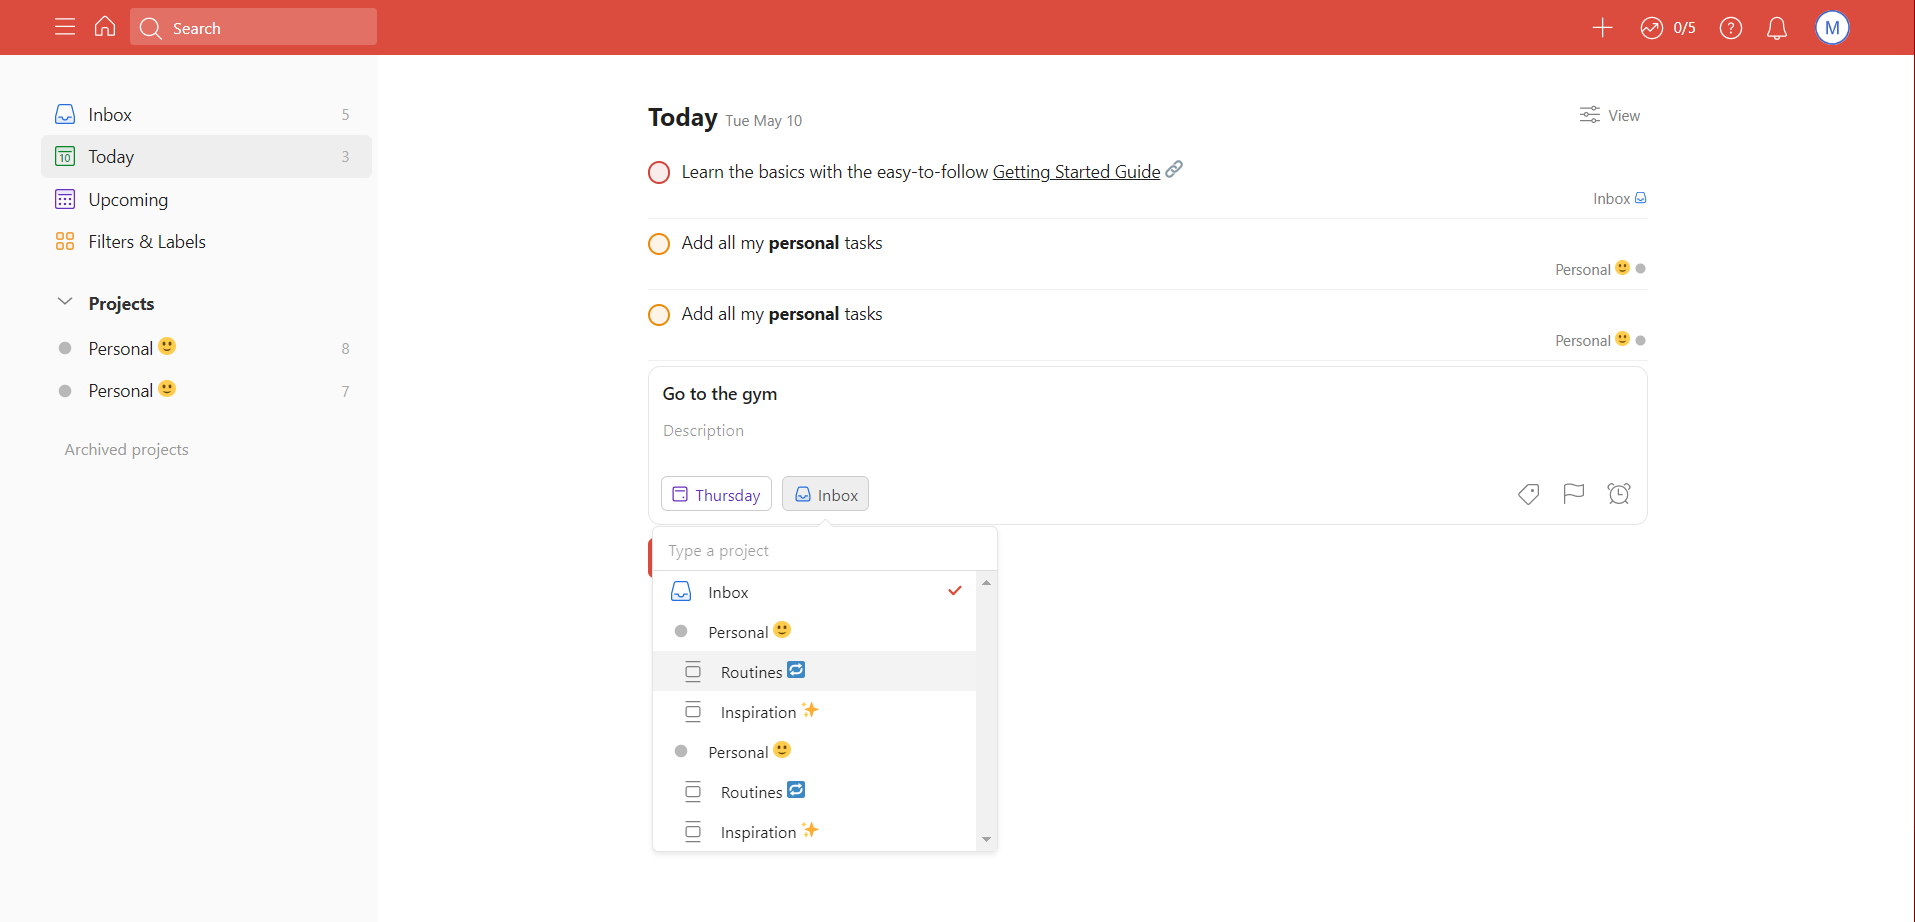 Search
0/5
?
M
Inbox 5
10 Today 3
Upcoming
Filters & Labels
Projects
Personal 🙂 8
Personal 🙂 7
Archived projects
Today Tue May 10
View
Learn the basics with the easy-to-follow Getting Started Guide 🔗
Inbox
Add all my personal tasks
Personal 🙂
Add all my personal tasks
Personal 🙂
Go to the gym
Description
Thursday Inbox
Type a project
Inbox
Personal 🙂
Routines 🔁
Inspiration ✨
Personal 🙂
Routines 🔁
Inspiration ✨